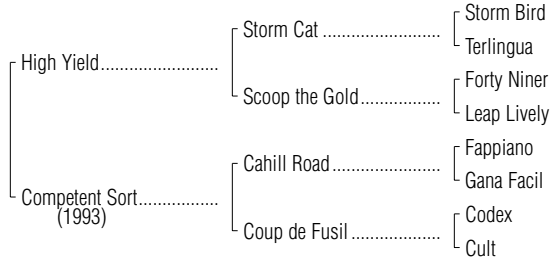 Storm Bird
Storm Cat ........................
Terlingua
High Yield........................
Forty Niner
Scoop the Gold................
Leap Lively
Fappiano
Cahill Road......................
Gana Facil
Competent Sort................
(1993)
Codex
Coup de Fusil ..................
Cult